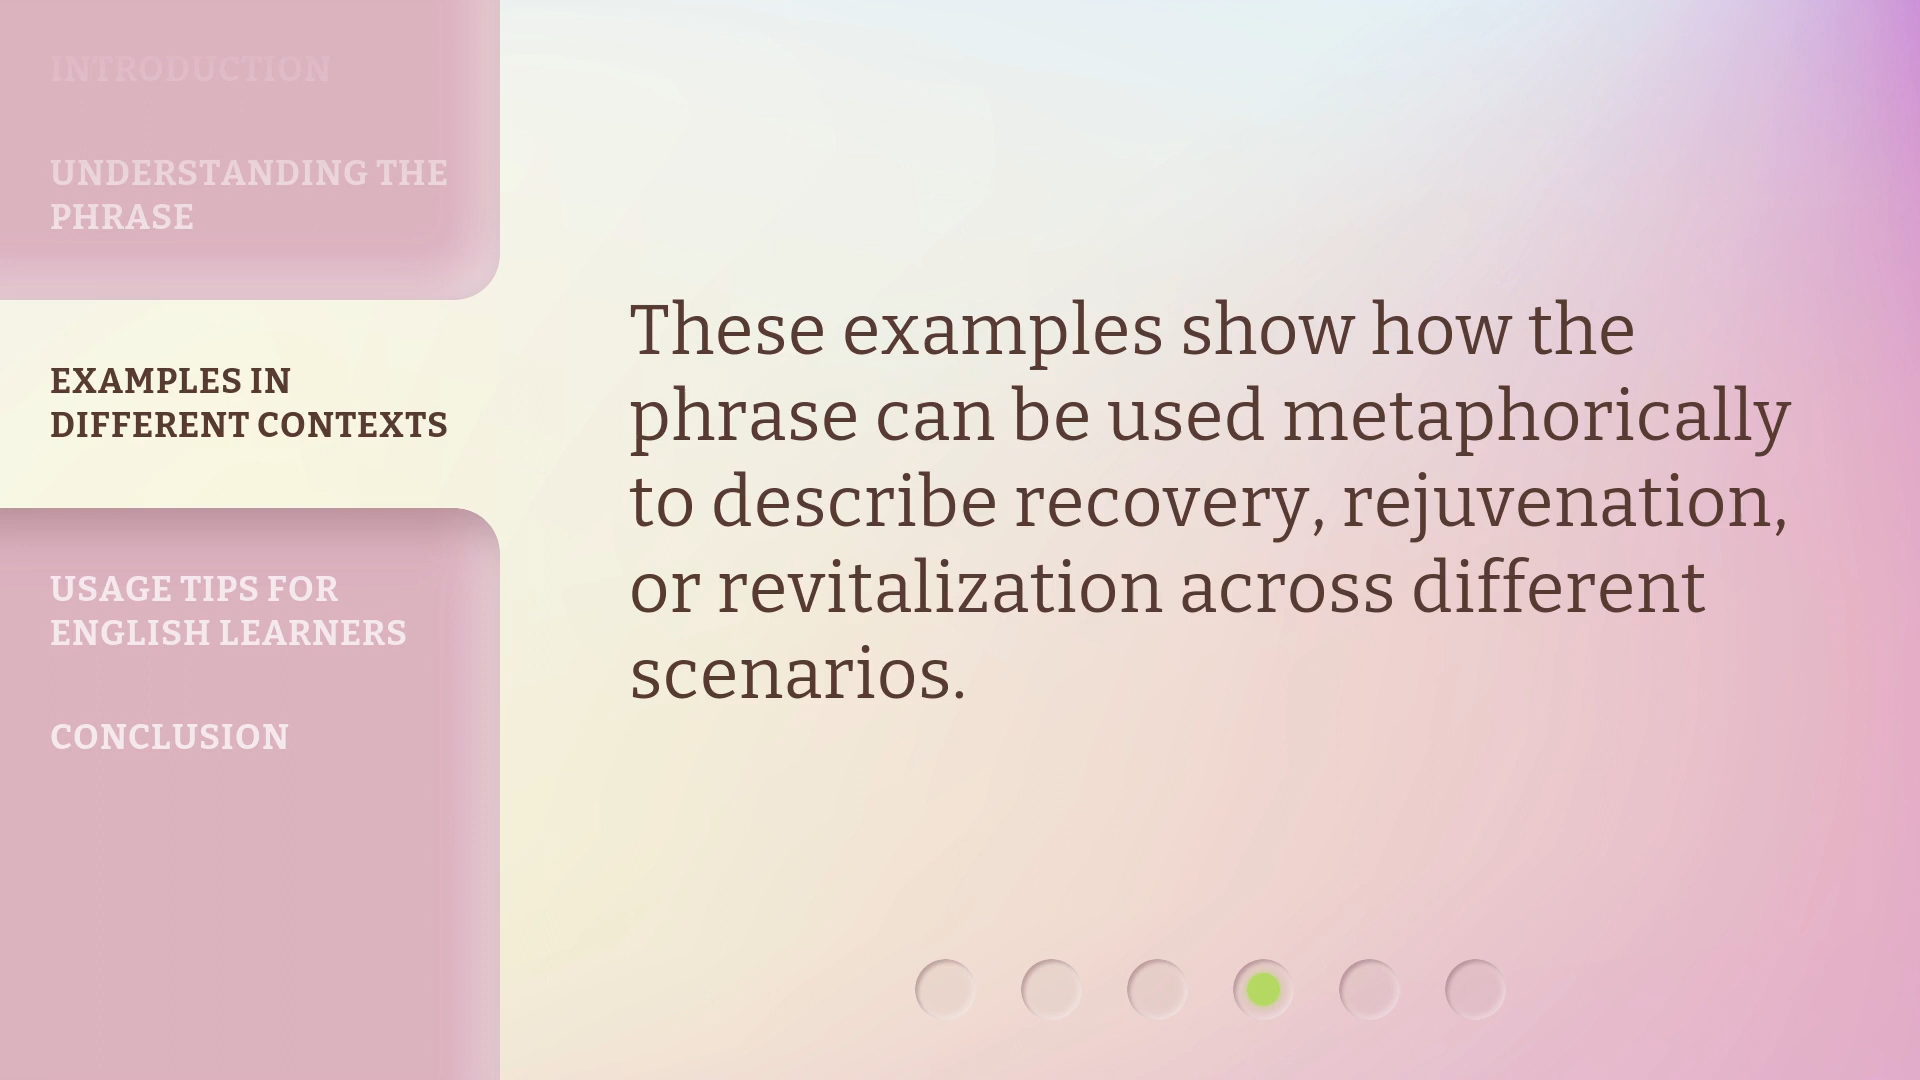 INTRODUCTION
UNDERSTANDING THE
PHRASE
EXAMPLES IN
DIFFERENT CONTEXTS
USAGE TIPS FOR
ENGLISH LEARNERS
CONCLUSION
These examples show how the
phrase can be used metaphorically
to describe recovery, rejuvenation,
or revitalization across different
scenarios.